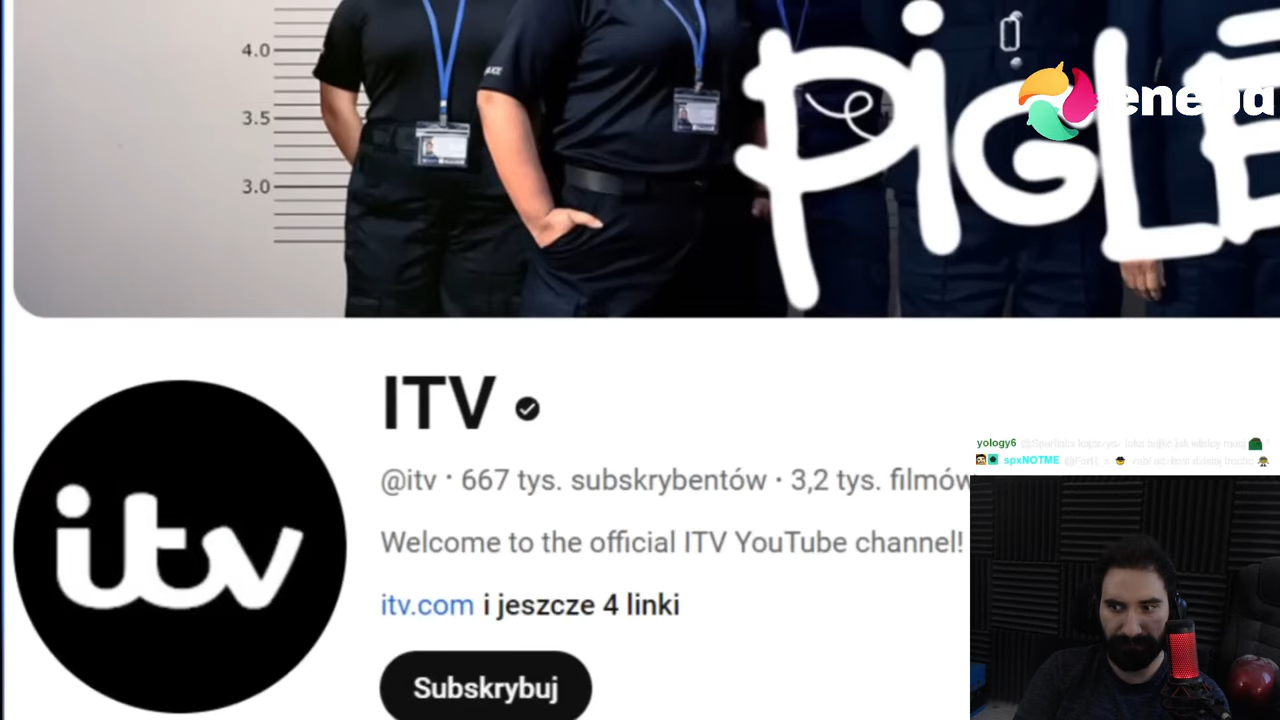 4.0
3.5
3.0
PiGLE
eneba
ITV
@itv · 667 tys. subskrybentów · 3,2 tys. filmów
Welcome to the official ITV YouTube channel!
itv.com i jeszcze 4 linki
Subskrybuj
itv
yology6
spxNOTME